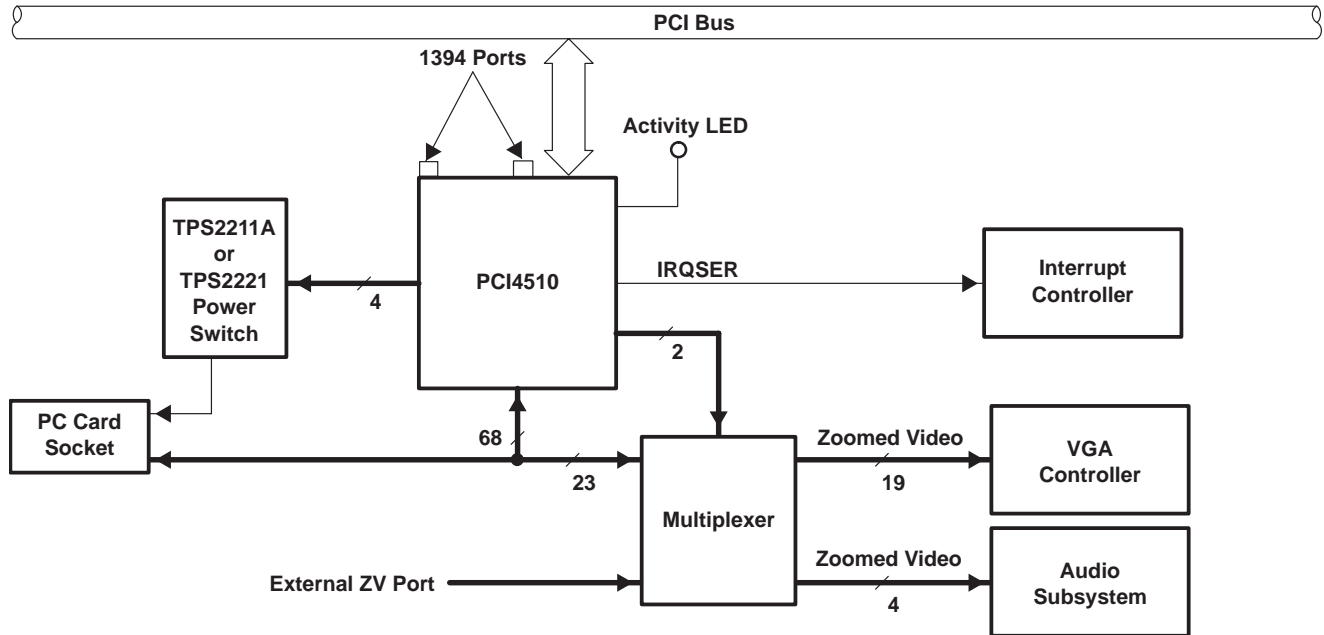 PCI Bus
1394 Ports
Activity LED
TPS2211A
or
TPS2221
Power
Switch
4
PCI4510
IRQSER
Interrupt
Controller
2
PC Card
Socket
68
23
Multiplexer
Zoomed Video
19
VGA
Controller
External ZV Port
Zoomed Video
4
Audio
Subsystem